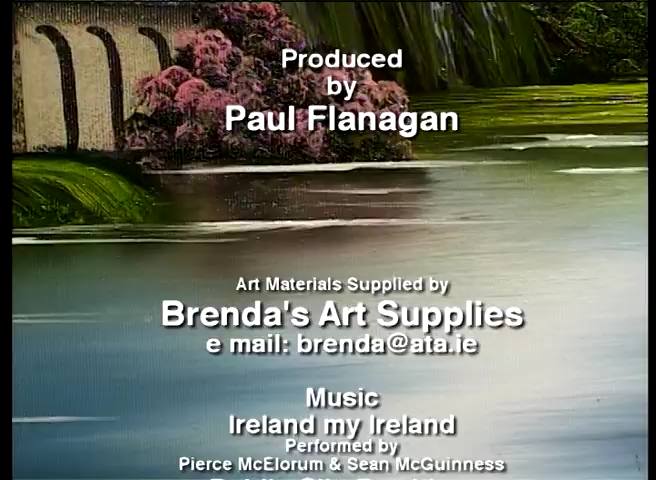 Produced
by
Paul Flanagan
Art Materials Supplied by
Brenda's Art Supplies
e mail: brenda@ata.ie
Music
Ireland my Ireland
Performed by
Pierce McElorum & Sean McGuinness